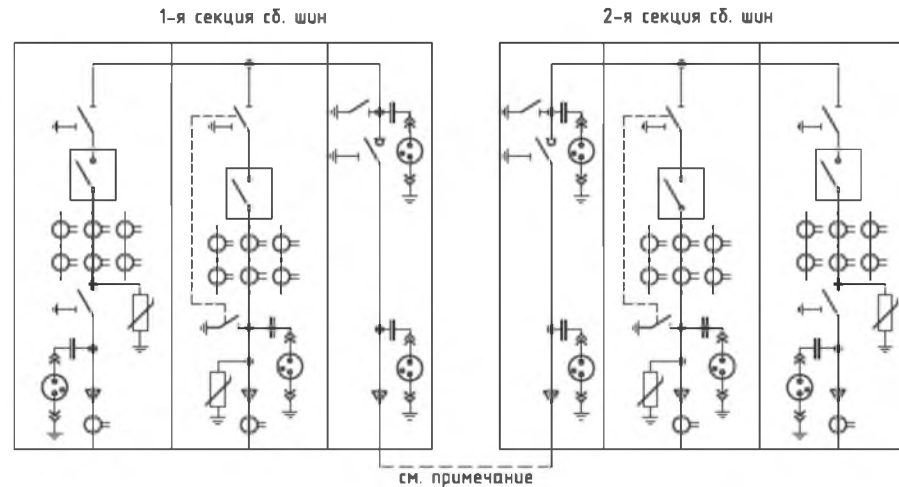 1-я секция сб. шин
2-я секция сб. шин
см. примечание